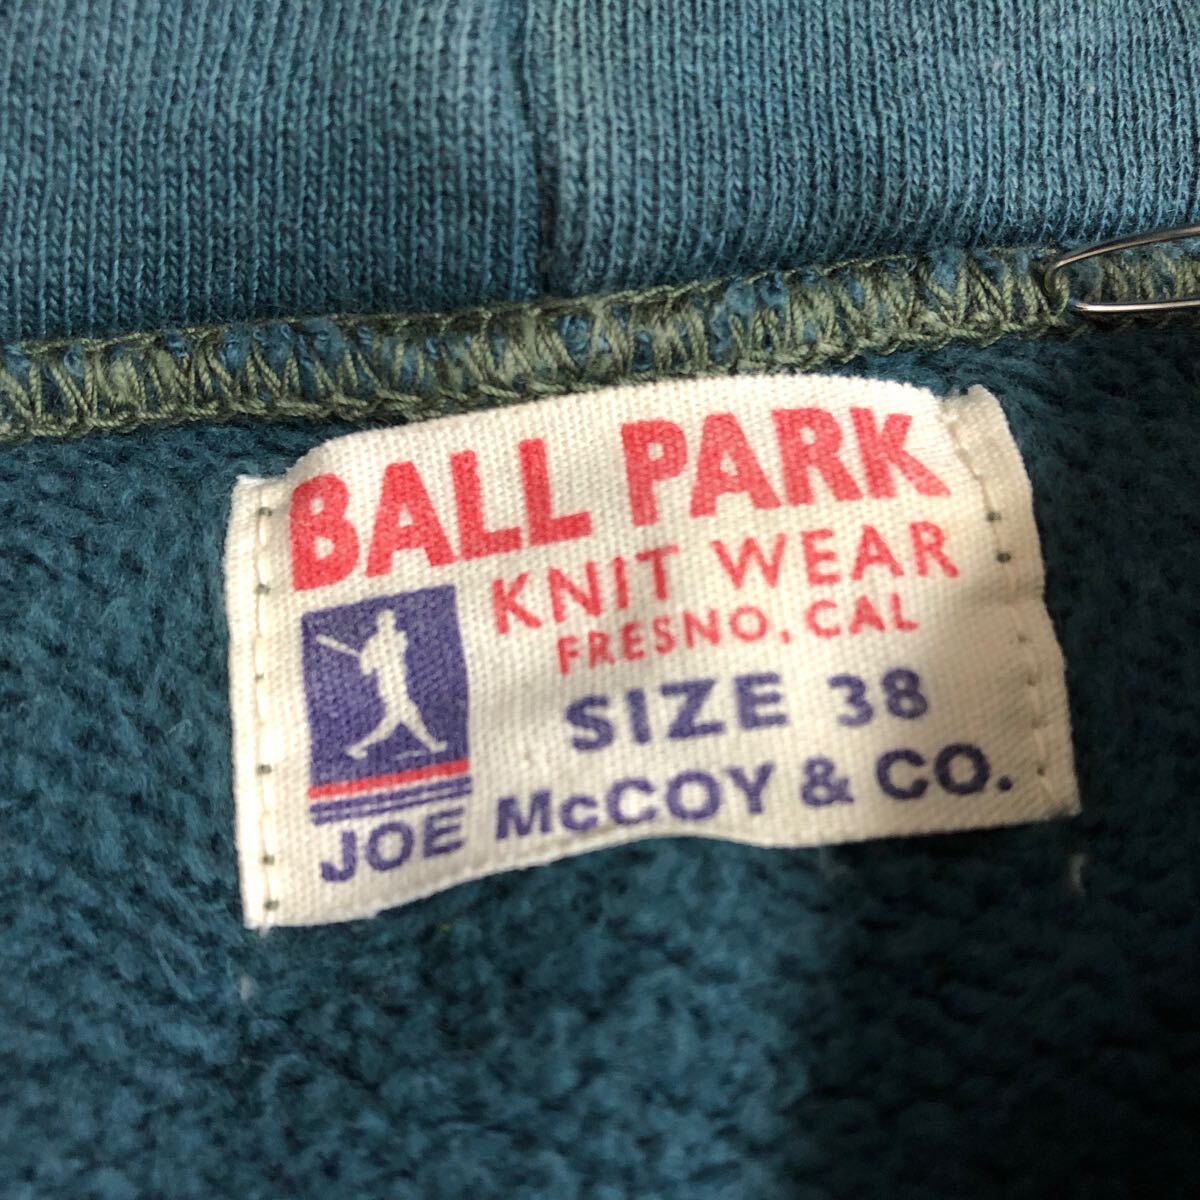 BALL PARK
KNIT WEAR
FRESNO, CAL
SIZE 38
JOE McCOY & CO.